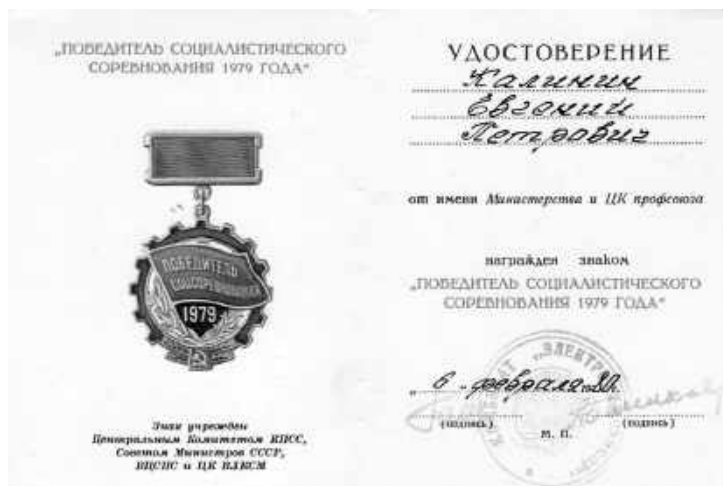 „ПОБЕДИТЕЛЬ СОЦИАЛИСТИЧЕСКОГО
СОРЕВНОВАНИЯ 1979 ГОДА“
ПОБЕДИТЕЛЬ
СОЦСОРЕВНОВАНИЯ
1979
Знак учрежден
Центральным Комитетом КПСС,
Советом Министров СССР,
ВЦСПС и ЦК ВЛКСМ
УДОСТОВЕРЕНИЕ
Калинин
Евгений
Петрович
от имени Министерства и ЦК профсоюза
награжден знаком
„ПОБЕДИТЕЛЬ СОЦИАЛИСТИЧЕСКОГО
СОРЕВНОВАНИЯ 1979 ГОДА“
„6“ февраля 1980.
(подпись) (подпись)
М. П.